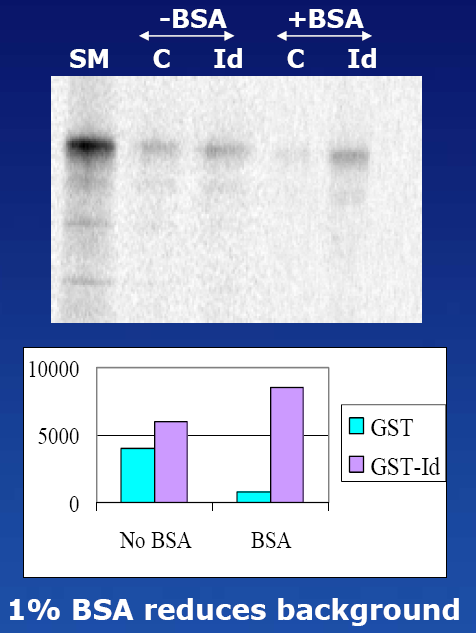 -BSA +BSA
SM C Id C Id
10000
5000
0
No BSA BSA
GST
GST-Id
1% BSA reduces background